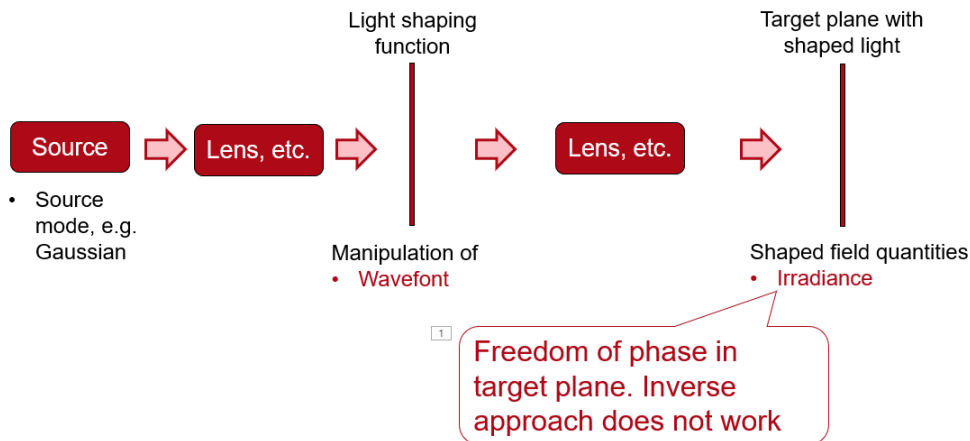 Light shaping
function
Target plane with
shaped light
Source
Lens, etc.
Lens, etc.
• Source
mode, e.g.
Gaussian
Manipulation of
• Wavefont
Shaped field quantities
• Irradiance
1
Freedom of phase in
target plane. Inverse
approach does not work